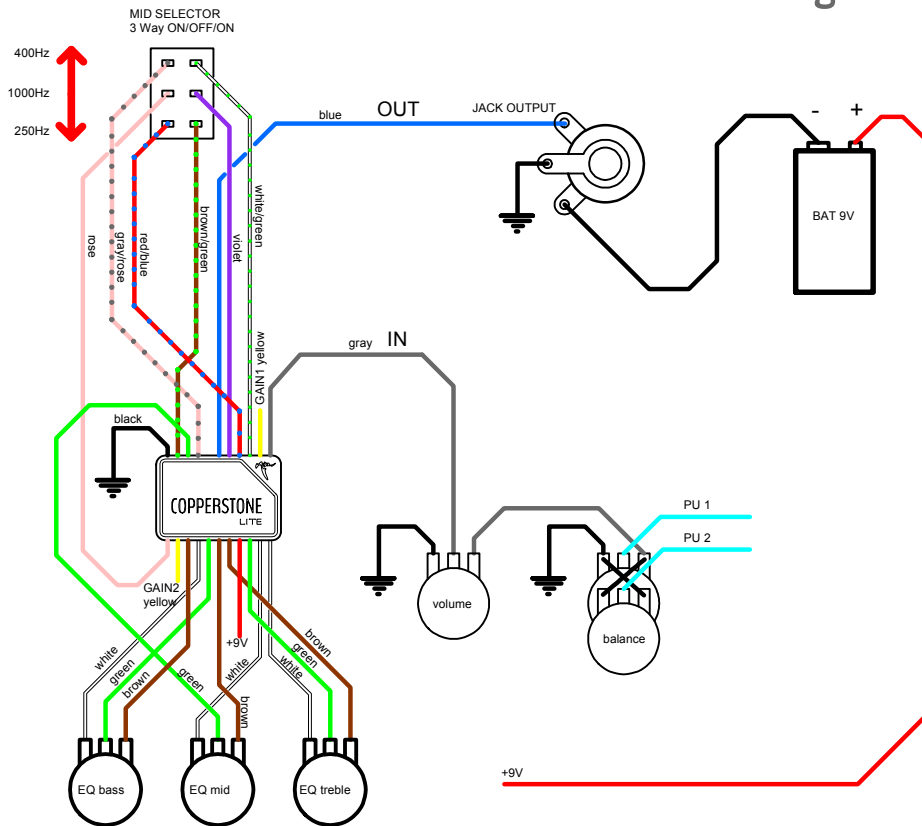 g
MID SELECTOR
3 Way ON/OFF/ON
400Hz
1000Hz
250Hz
blue
OUT
JACK OUTPUT
-
+
BAT 9V
rose
gray/rose
red/blue
brown/green
violet
white/green
GAIN1 yellow
gray
IN
black
COPPERSTONE
LITE
PU 1
PU 2
volume
balance
GAIN2
yellow
+9V
white
green
brown
green
white
brown
white
green
brown
EQ bass
EQ mid
EQ treble
+9V